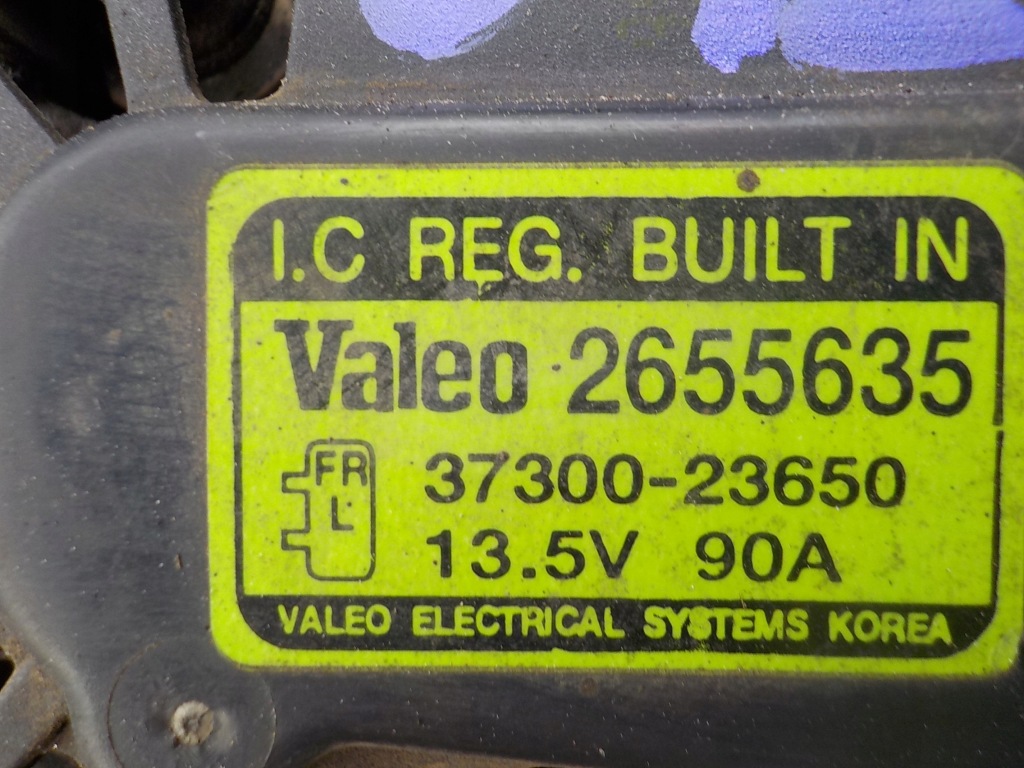 I.C REG. BUILT IN
Valeo 2655635
FR
L
37300-23650
13.5V 90A
VALEO ELECTRICAL SYSTEMS KOREA